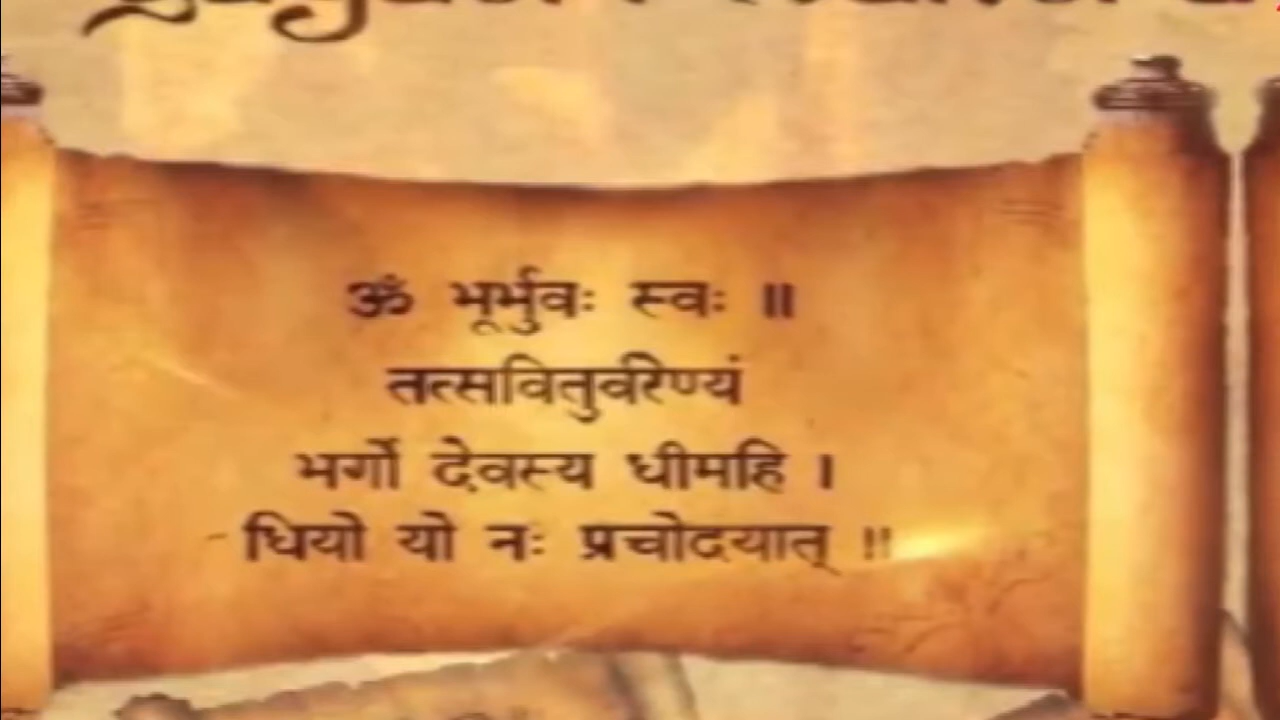 ॐ भूर्भुवः स्वः ॥
तत्सवितुर्वरेण्यं
भर्गो देवस्य धीमहि ।
धियो यो नः प्रचोदयात् !!